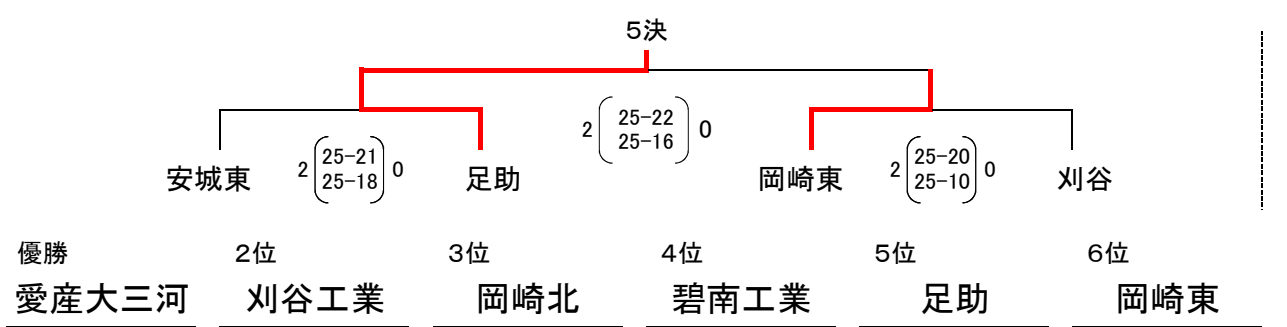 5決
2 25-22 0
25-16
安城東 2 25-21 0 足助 岡崎東 2 25-20 0 刈谷
25-18 25-10
優勝 2位 3位 4位 5位 6位
愛産大三河 刈谷工業 岡崎北 碧南工業 足助 岡崎東